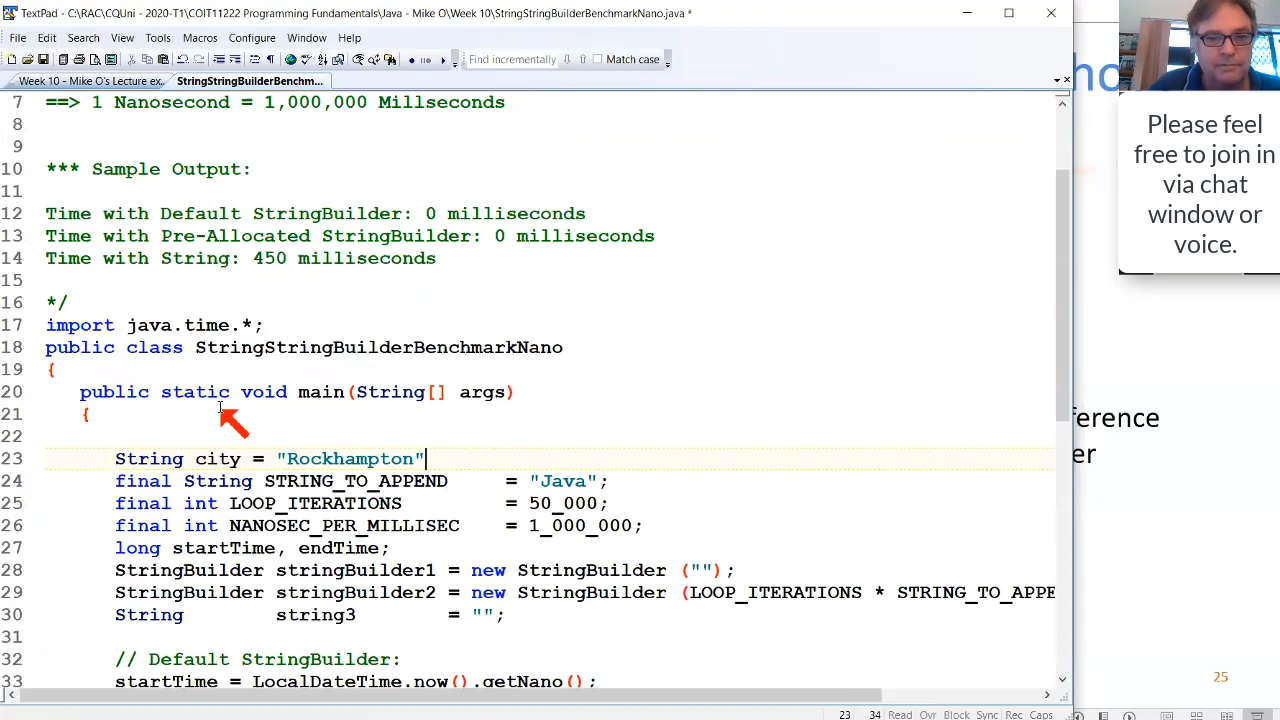 TextPad - C:\RAC\CQUni - 2020-T1\COIT11222 Programming Fundamentals\Java - Mike O\Week 10\StringStringBuilderBenchmarkNano.java *
File Edit Search View Tools Macros Configure Window Help
Find incrementally Match case
Week 10 - Mike O's Lecture ex. StringStringBuilderBenchm...
7 ==> 1 Nanosecond = 1,000,000 Millseconds
8
9
10 *** Sample Output:
11
12 Time with Default StringBuilder: 0 milliseconds
13 Time with Pre-Allocated StringBuilder: 0 milliseconds
14 Time with String: 450 milliseconds
15
16 */
17 import java.time.*;
18 public class StringStringBuilderBenchmarkNano
19 {
20 public static void main(String[] args)
21 {
22
23 String city = "Rockhampton"
24 final String STRING_TO_APPEND = "Java";
25 final int LOOP_ITERATIONS = 50_000;
26 final int NANOSEC_PER_MILLISEC = 1_000_000;
27 long startTime, endTime;
28 StringBuilder stringBuilder1 = new StringBuilder ("");
29 StringBuilder stringBuilder2 = new StringBuilder (LOOP_ITERATIONS * STRING_TO_APPE
30 String string3 = "";
31
32 // Default StringBuilder:
33 startTime = LocalDateTime.now().getNano();
23 34 Read Ovr Block Sync Rec Caps
Please feel
free to join in
via chat
window or
voice.
no
ference
er
25